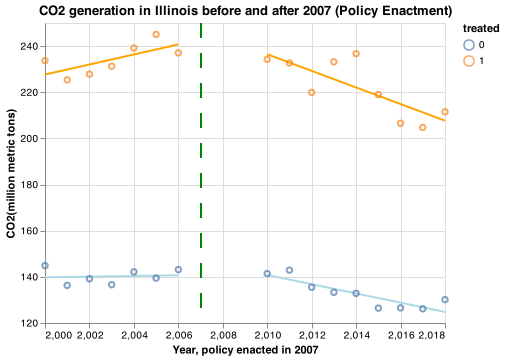 CO2 generation in Illinois before and after 2007 (Policy Enactment)
treated
0
1
CO2(million metric tons)
240
220
200
180
160
140
120
2,000 2,002 2,004 2,006 2,008 2,010 2,012 2,014 2,016 2,018
Year, policy enacted in 2007